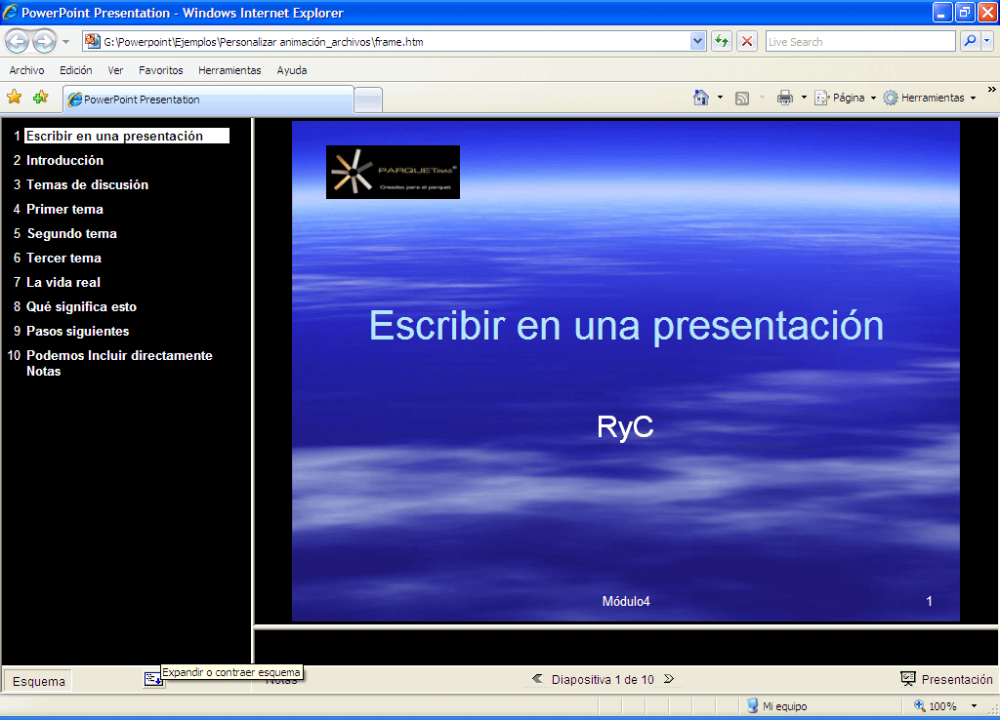 PowerPoint Presentation - Windows Internet Explorer
G:\Powerpoint\Ejemplos\Personalizar animación_archivos\frame.htm
Live Search
Archivo Edición Ver Favoritos Herramientas Ayuda
PowerPoint Presentation
Página
Herramientas
1 Escribir en una presentación
2 Introducción
3 Temas de discusión
4 Primer tema
5 Segundo tema
6 Tercer tema
7 La vida real
8 Qué significa esto
9 Pasos siguientes
10 Podemos Incluir directamente
Notas
Creadas para el parquet
Escribir en una presentación
RyC
Módulo4
1
Esquema
Expandir o contraer esquema
Notas
Diapositiva 1 de 10
Presentación
Mi equipo
100%